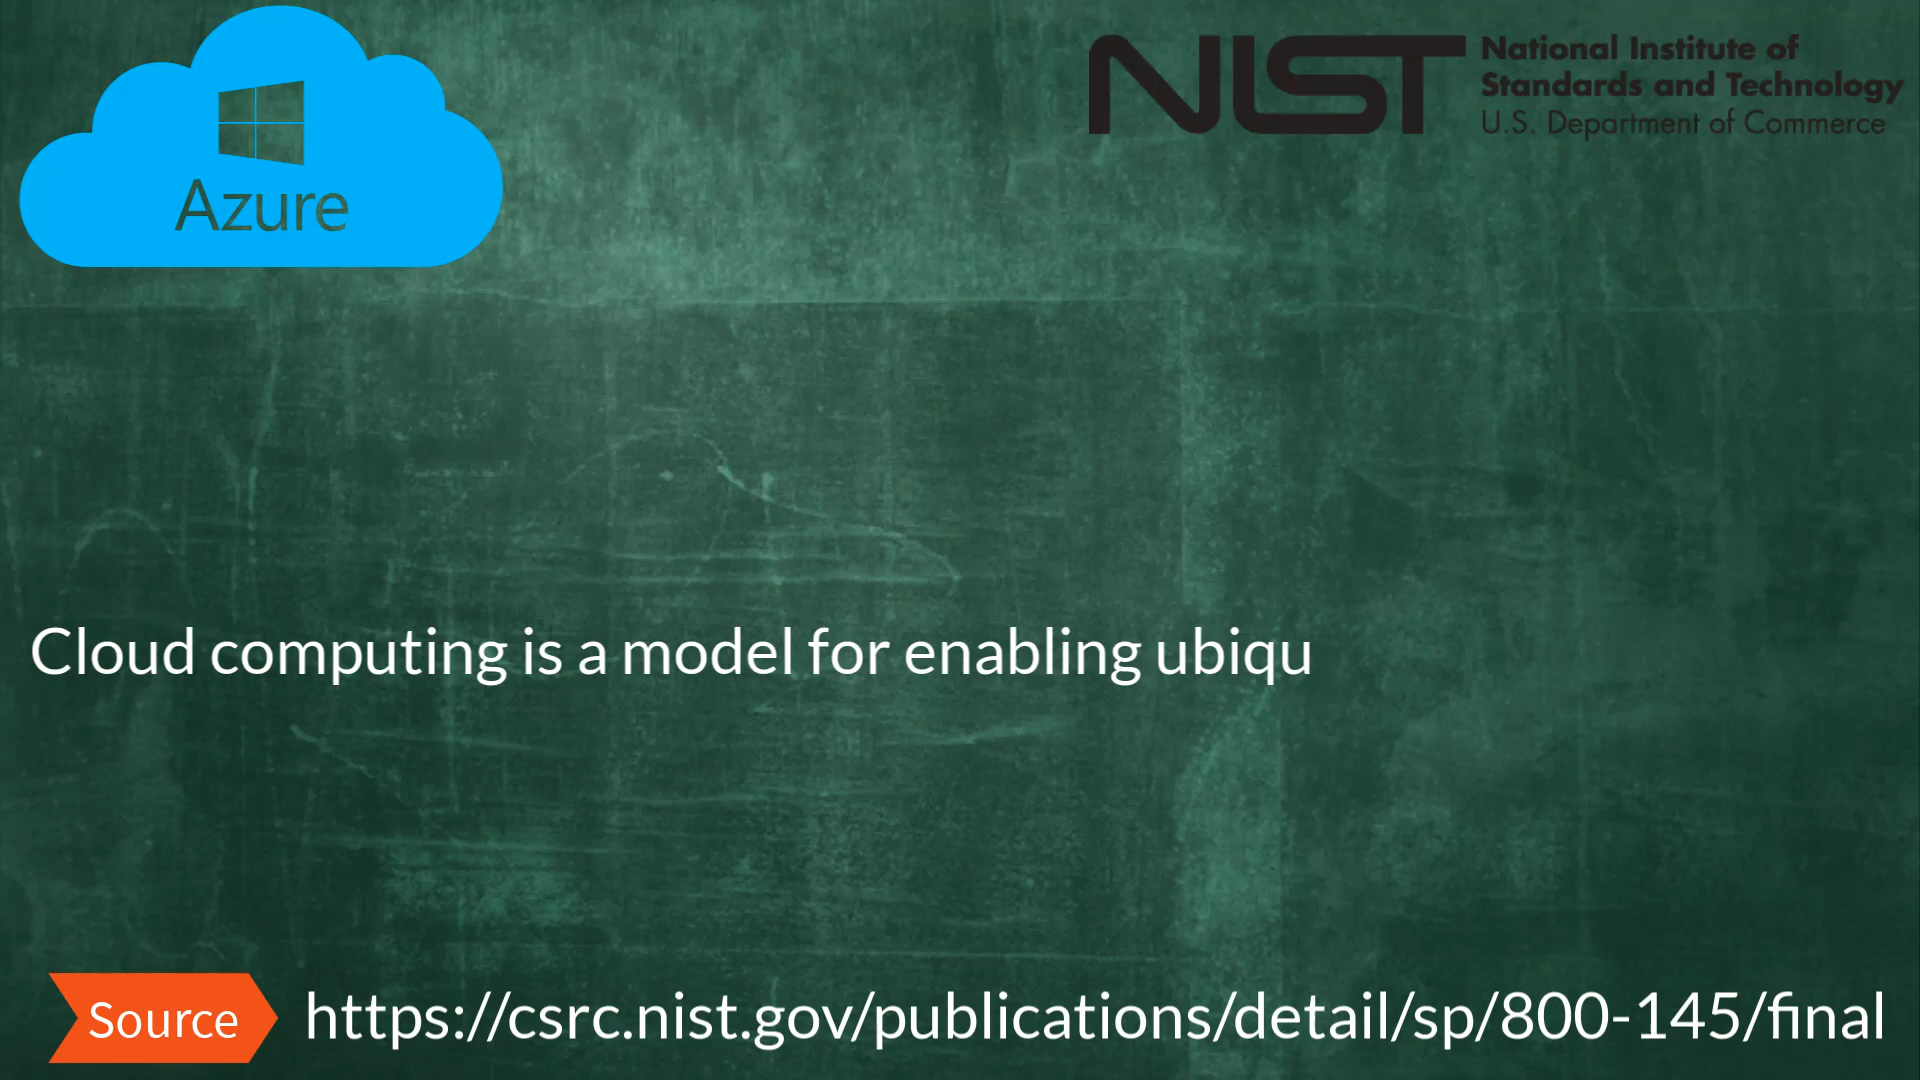 Azure
NIST
National Institute of
Standards and Technology
U.S. Department of Commerce
Cloud computing is a model for enabling ubiqu
Source
https://csrc.nist.gov/publications/detail/sp/800-145/final